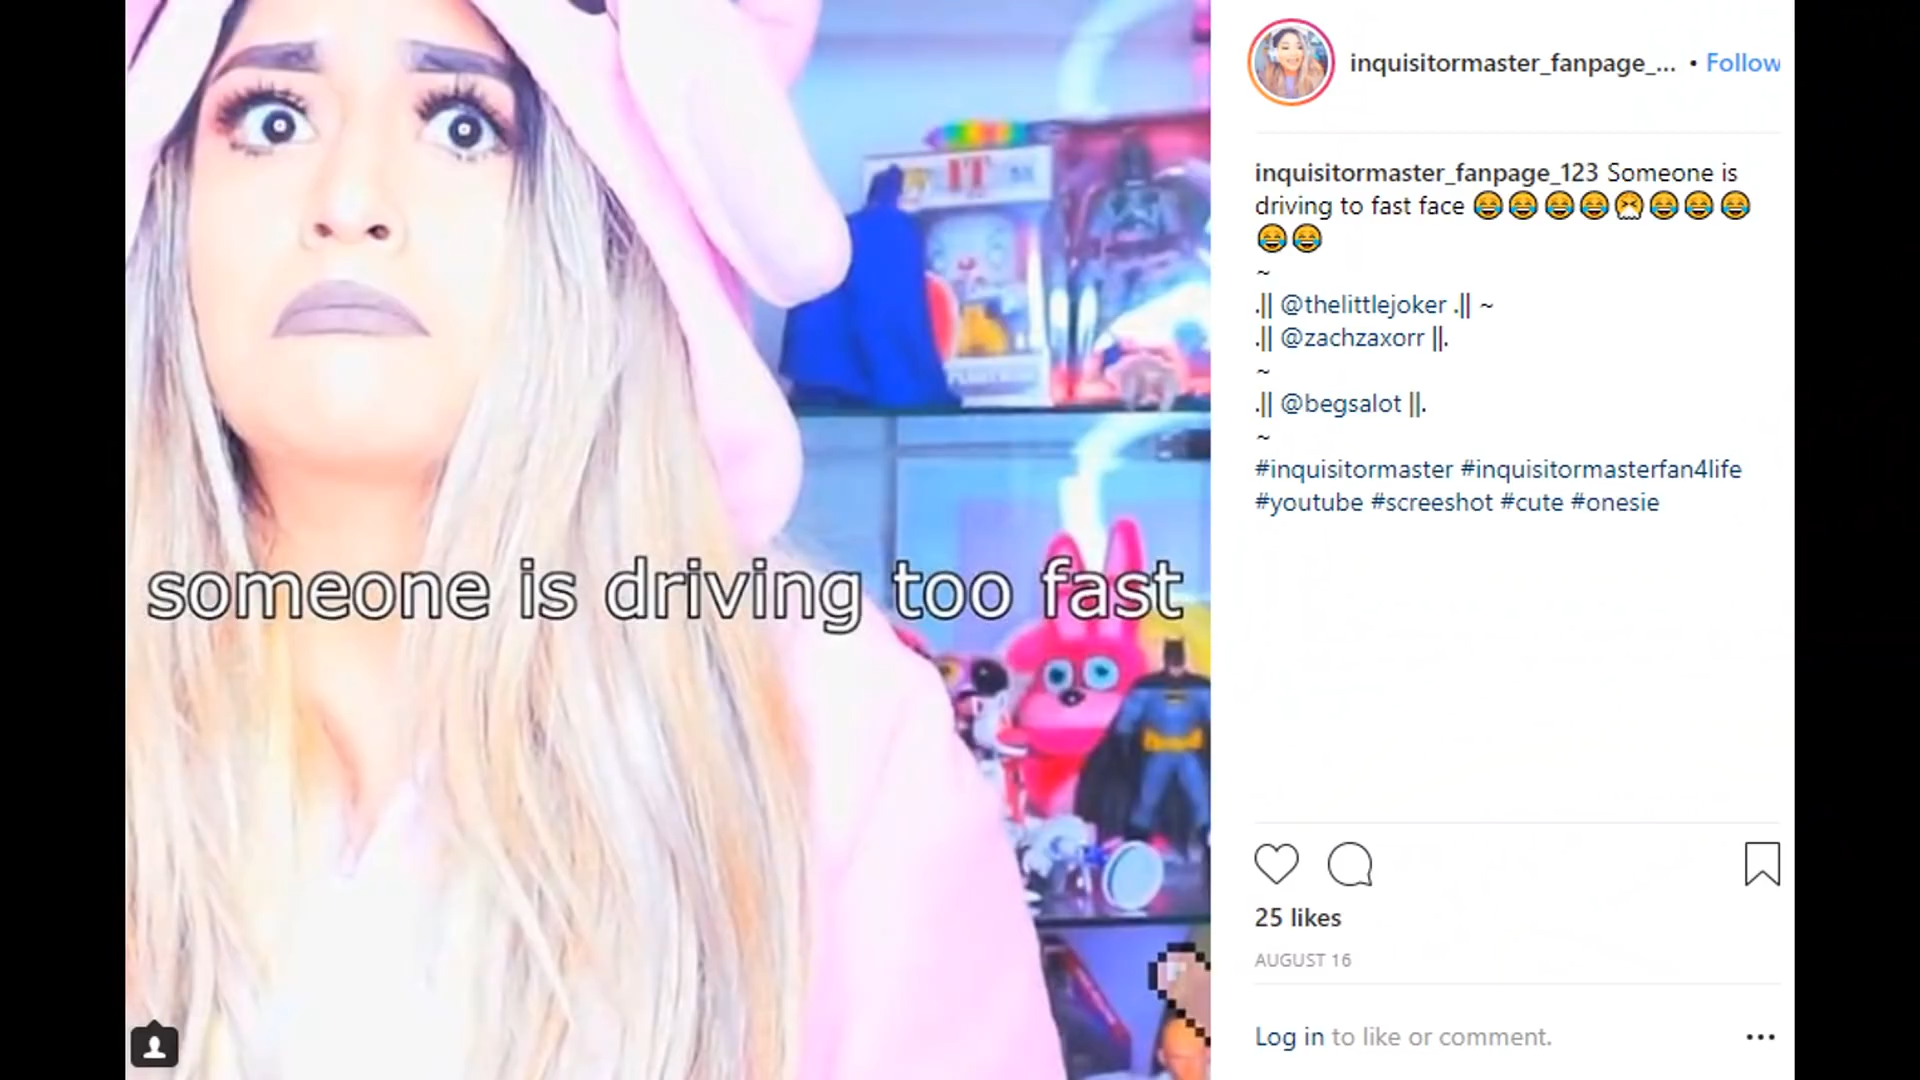 IT
someone is driving too fast
inquisitormaster_fanpage_... • Follow
inquisitormaster_fanpage_123 Someone is
driving to fast face 😂😂😂😂😤😂😂😂
😂😂
~
.|| @thelittlejoker .|| ~
.|| @zachzaxorr ||.
~
.|| @begsalot ||.
~
#inquisitormaster #inquisitormasterfan4life
#youtube #screeshot #cute #onesie
25 likes
AUGUST 16
Log in to like or comment.